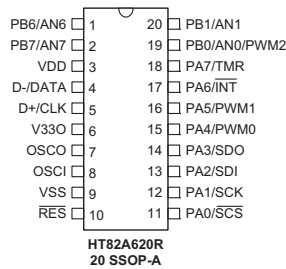 PB6/AN6 1 20 PB1/AN1
PB7/AN7 2 19 PB0/AN0/PWM2
VDD 3 18 PA7/TMR
D-/DATA 4 17 PA6/INT
D+/CLK 5 16 PA5/PWM1
V33O 6 15 PA4/PWM0
OSCO 7 14 PA3/SDO
OSCI 8 13 PA2/SDI
VSS 9 12 PA1/SCK
RES 10 11 PA0/SCS
HT82A620R
20 SSOP-A